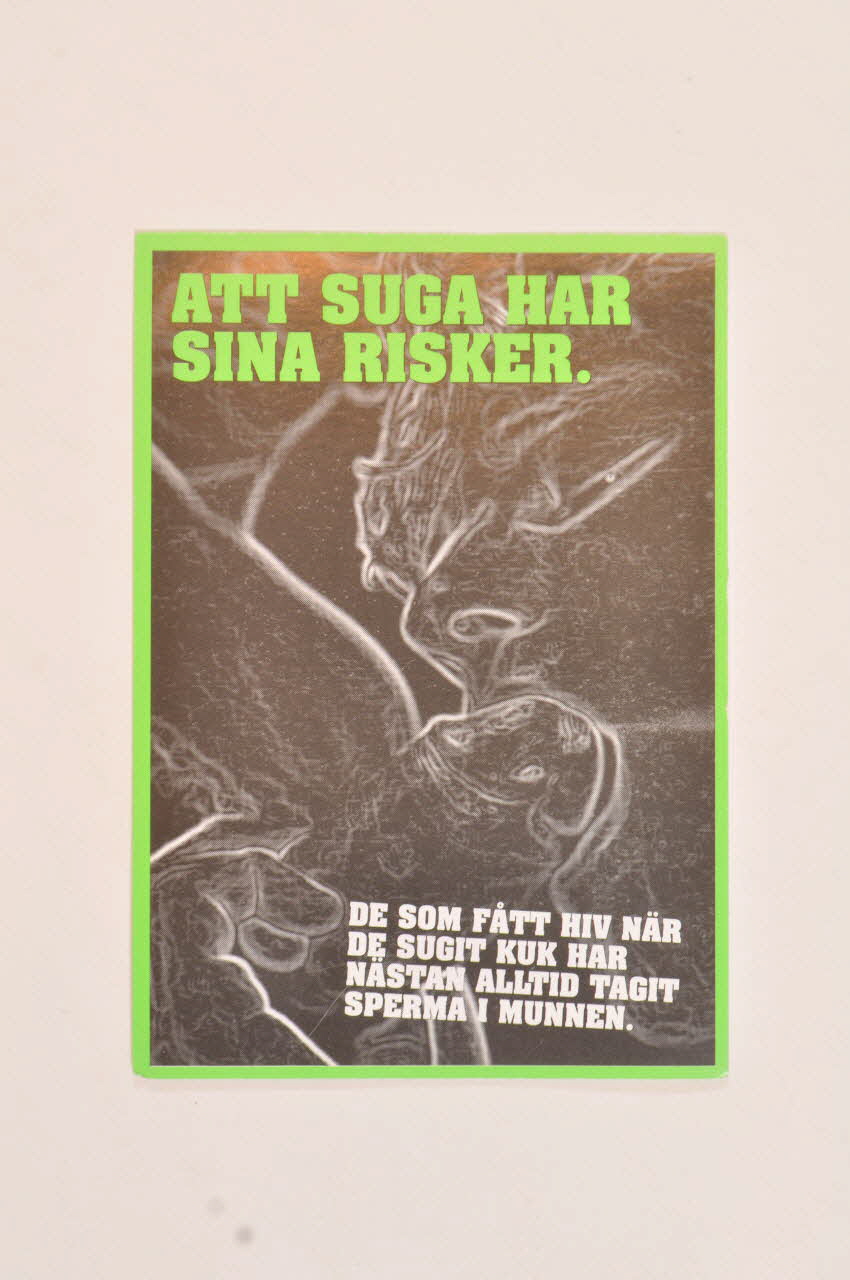 ATT SUGA HAR
SINA RISKER.
DE SOM FÅTT HIV NÄR
DE SUGIT KUK HAR
NÄSTAN ALLTID TAGIT
SPERMA I MUNNEN.